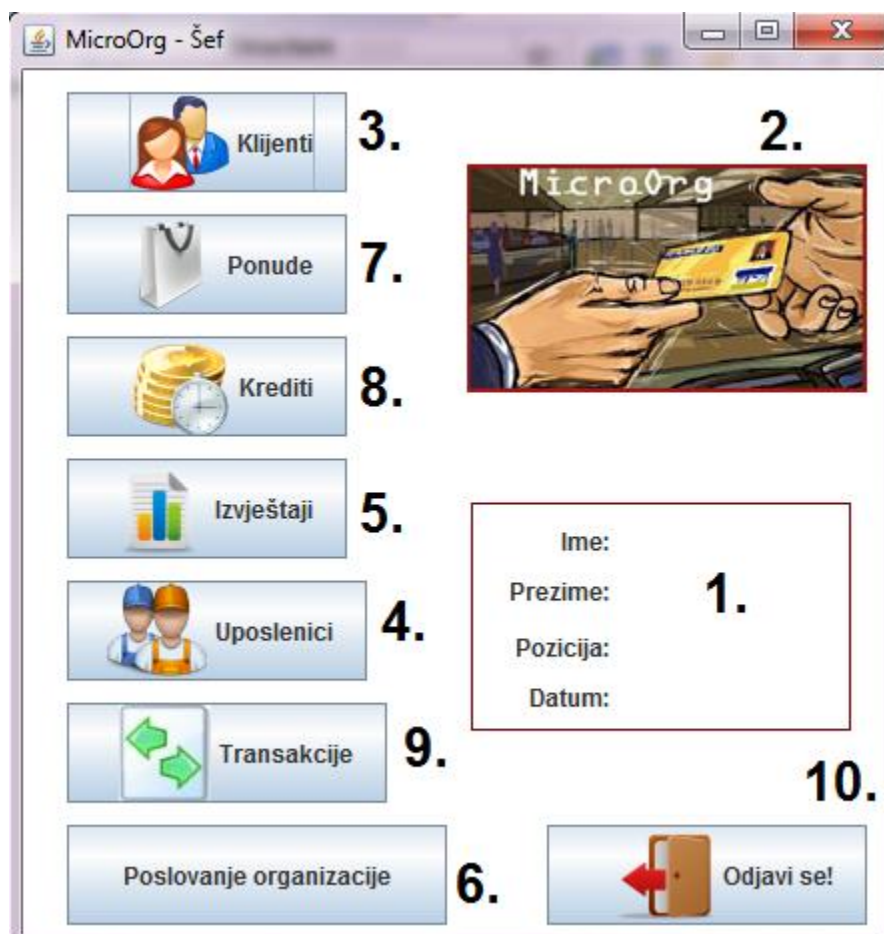 MicroOrg - Šef
Klijenti
3.
2.
MicroOrg
Ponude
7.
Krediti
8.
Izvještaji
5.
Ime:
Prezime:
1.
Pozicija:
Datum:
Uposlenici
4.
Transakcije
9.
10.
Poslovanje organizacije
6.
Odjavi se!